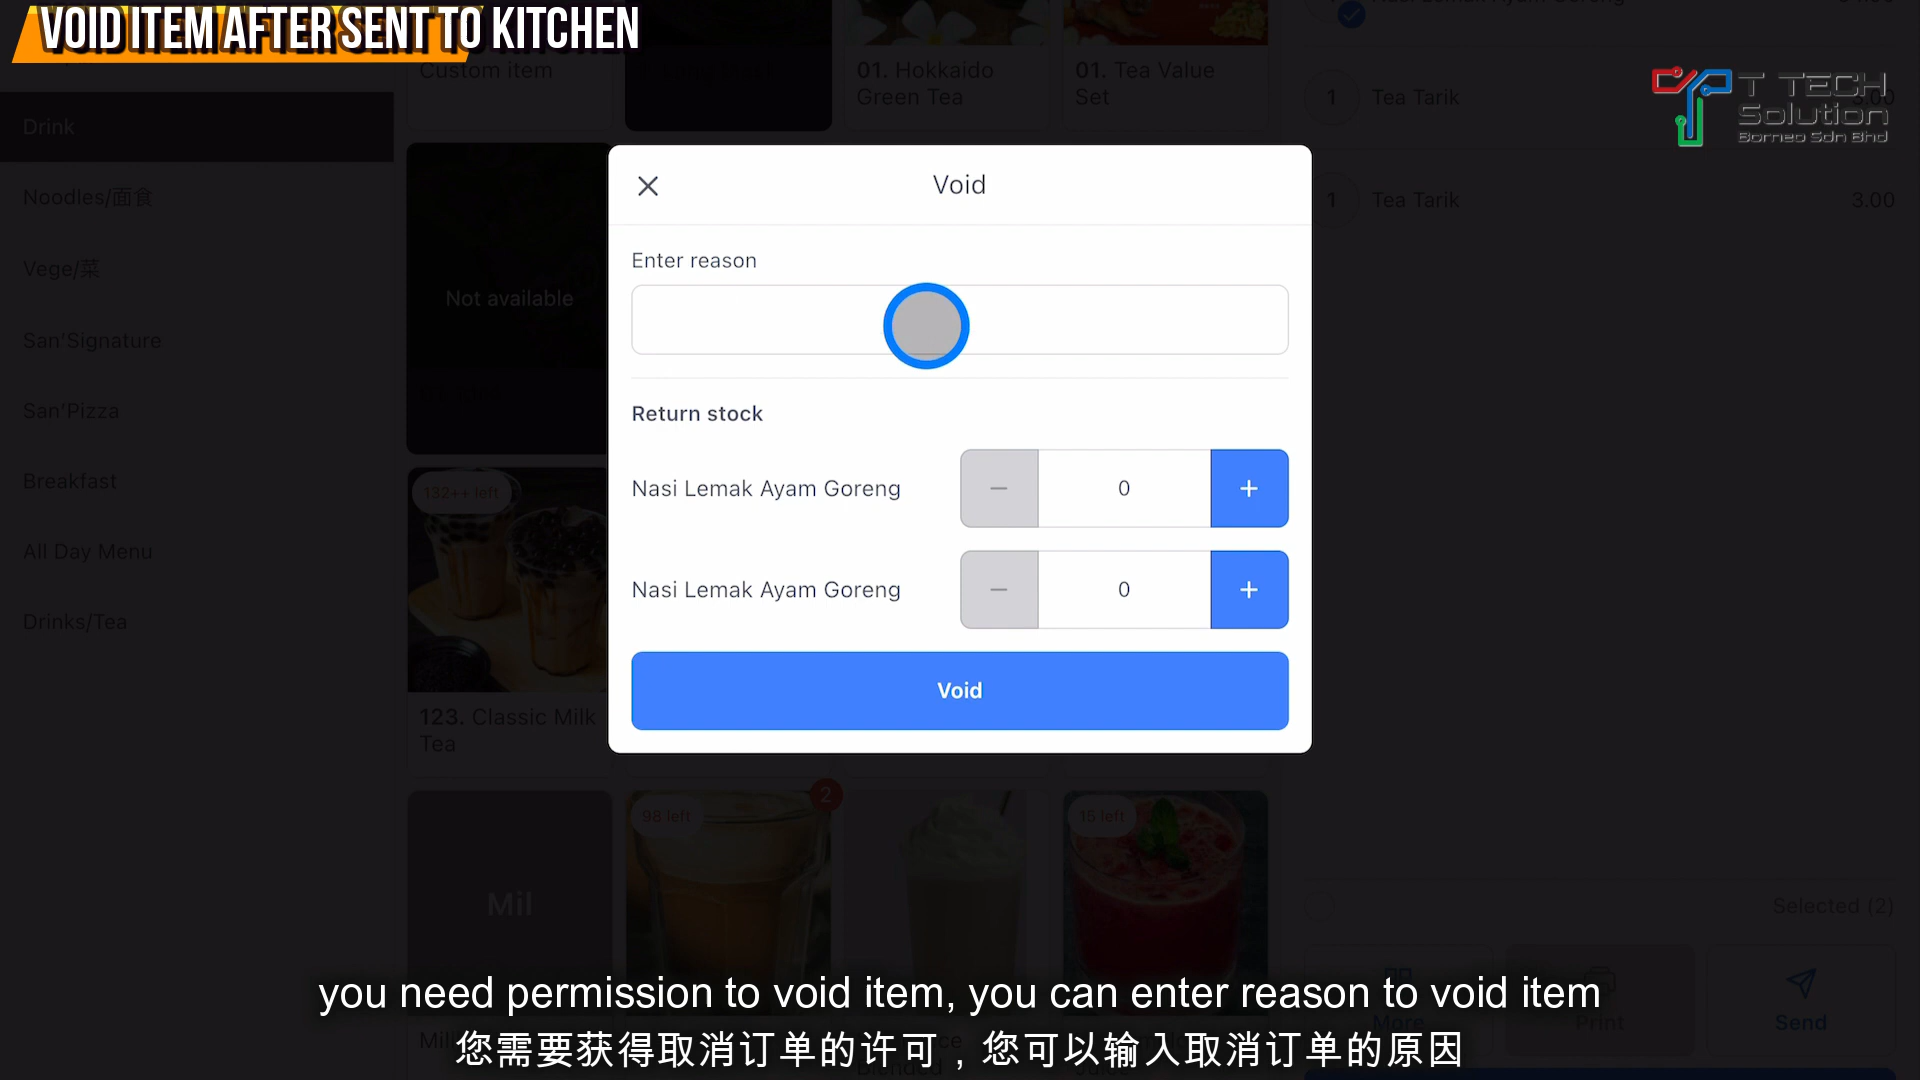 VOID ITEM AFTER SENT TO KITCHEN
T TECH
Solution
Borneo Sdn Bhd
Custom item
01. Hokkaido
Green Tea
01. Tea Value
Set
1 Tea Tarik 3.00
1 Tea Tarik 3.00
Drink
Noodles/面食
Vege/菜
San'Signature
San'Pizza
Breakfast
All Day Menu
Drinks/Tea
Not available
132++ left
123. Classic Milk
Tea
Void
Enter reason
Return stock
Nasi Lemak Ayam Goreng
0
Nasi Lemak Ayam Goreng
0
Void
Mil
98 left
2
15 left
Selected (2)
More
Print
Send
you need permission to void item, you can enter reason to void item
您需要获得取消订单的许可，您可以输入取消订单的原因